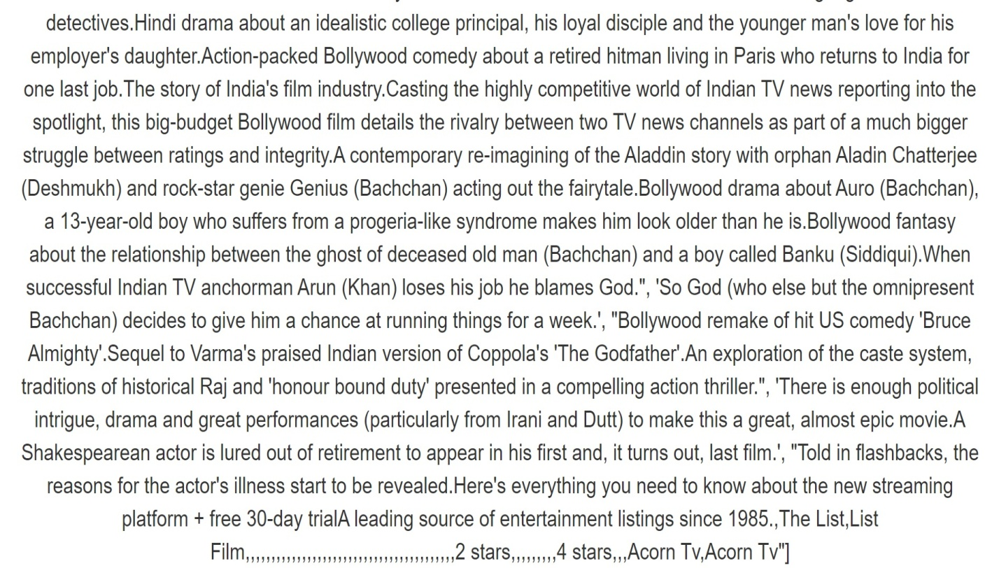 detectives.Hindi drama about an idealistic college principal, his loyal disciple and the younger man's love for his
employer's daughter.Action-packed Bollywood comedy about a retired hitman living in Paris who returns to India for
one last job.The story of India's film industry.Casting the highly competitive world of Indian TV news reporting into the
spotlight, this big-budget Bollywood film details the rivalry between two TV news channels as part of a much bigger
struggle between ratings and integrity.A contemporary re-imagining of the Aladdin story with orphan Aladin Chatterjee
(Deshmukh) and rock-star genie Genius (Bachchan) acting out the fairytale.Bollywood drama about Auro (Bachchan),
a 13-year-old boy who suffers from a progeria-like syndrome makes him look older than he is.Bollywood fantasy
about the relationship between the ghost of deceased old man (Bachchan) and a boy called Banku (Siddiqui).When
successful Indian TV anchorman Arun (Khan) loses his job he blames God.", 'So God (who else but the omnipresent
Bachchan) decides to give him a chance at running things for a week.', "Bollywood remake of hit US comedy 'Bruce
Almighty'.Sequel to Varma's praised Indian version of Coppola's 'The Godfather'.An exploration of the caste system,
traditions of historical Raj and 'honour bound duty' presented in a compelling action thriller.", 'There is enough political
intrigue, drama and great performances (particularly from Irani and Dutt) to make this a great, almost epic movie.A
Shakespearean actor is lured out of retirement to appear in his first and, it turns out, last film.', "Told in flashbacks, the
reasons for the actor's illness start to be revealed.Here's everything you need to know about the new streaming
platform + free 30-day trialA leading source of entertainment listings since 1985.,The List,List
Film,,,,,,,,,,,,,,,,,,,,,,,,,,,,,,,,,,,,,,,,,2 stars,,,,,,,,,4 stars,,,Acorn Tv,Acorn Tv"]